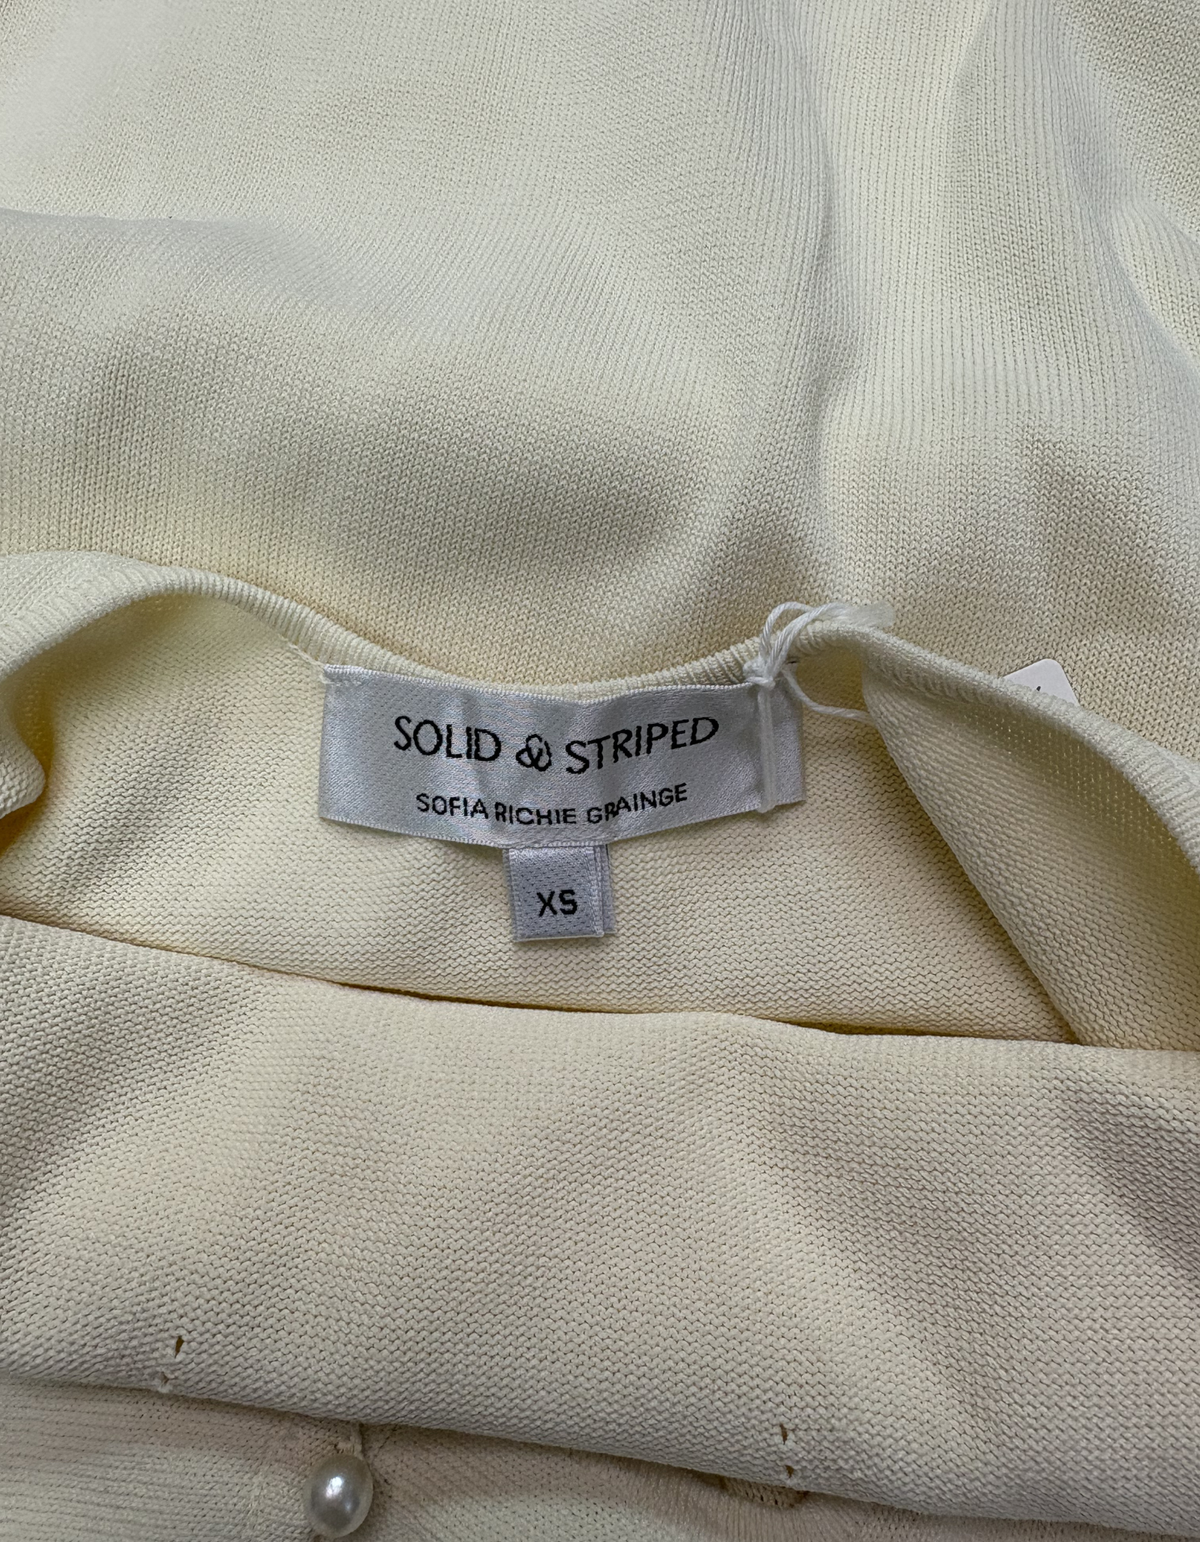 SOLID & STRIPED
SOFIA RICHIE GRAINGE
XS